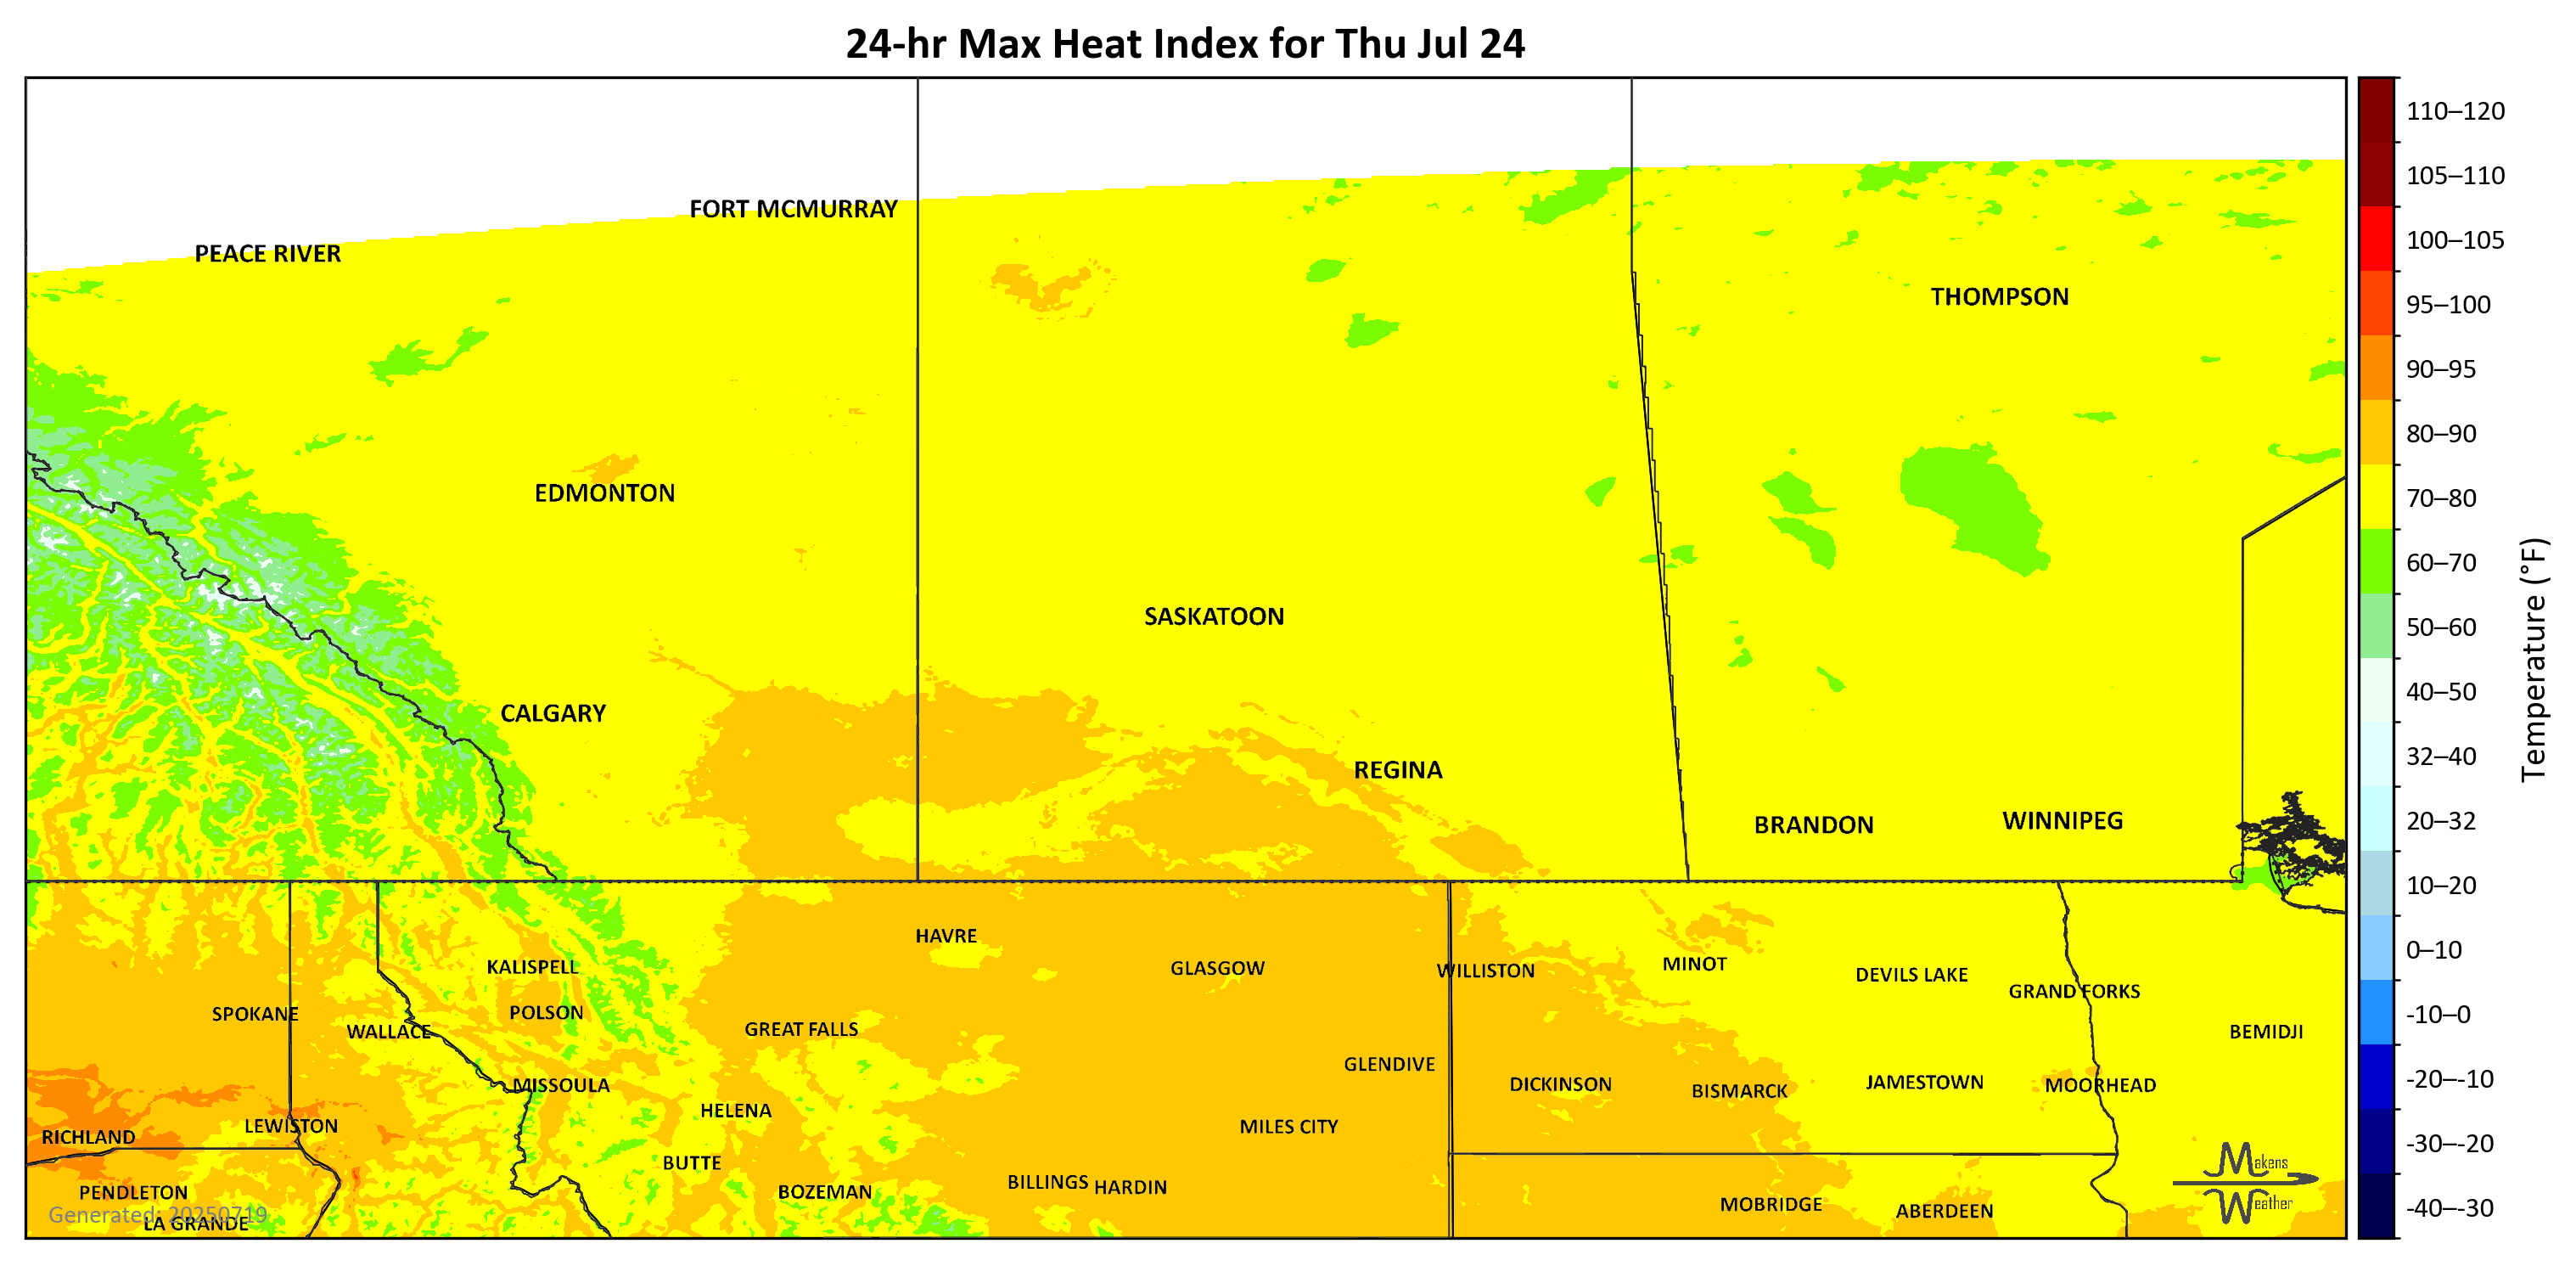 24-hr Max Heat Index for Thu Jul 24
FORT MCMURRAY
PEACE RIVER
THOMPSON
EDMONTON
SASKATOON
CALGARY
REGINA
BRANDON
WINNIPEG
HAVRE
KALISPELL
GLASGOW
WILLISTON
MINOT
DEVILS LAKE
GRAND FORKS
SPOKANE
POLSON
WALLACE
GREAT FALLS
BEMIDJI
GLENDIVE
MISSOULA
DICKINSON
BISMARCK
JAMESTOWN
MOORHEAD
HELENA
LEWISTON
MILES CITY
RICHLAND
BUTTE
BILLINGS
HARDIN
PENDLETON
BOZEMAN
MOBRIDGE
ABERDEEN
Generated: 20250719
LA GRANDE
Makens
Weather
110–120
105–110
100–105
95–100
90–95
80–90
70–80
60–70
50–60
40–50
32–40
20–32
10–20
0–10
-10–0
-20–-10
-30–-20
-40–-30
Temperature (°F)